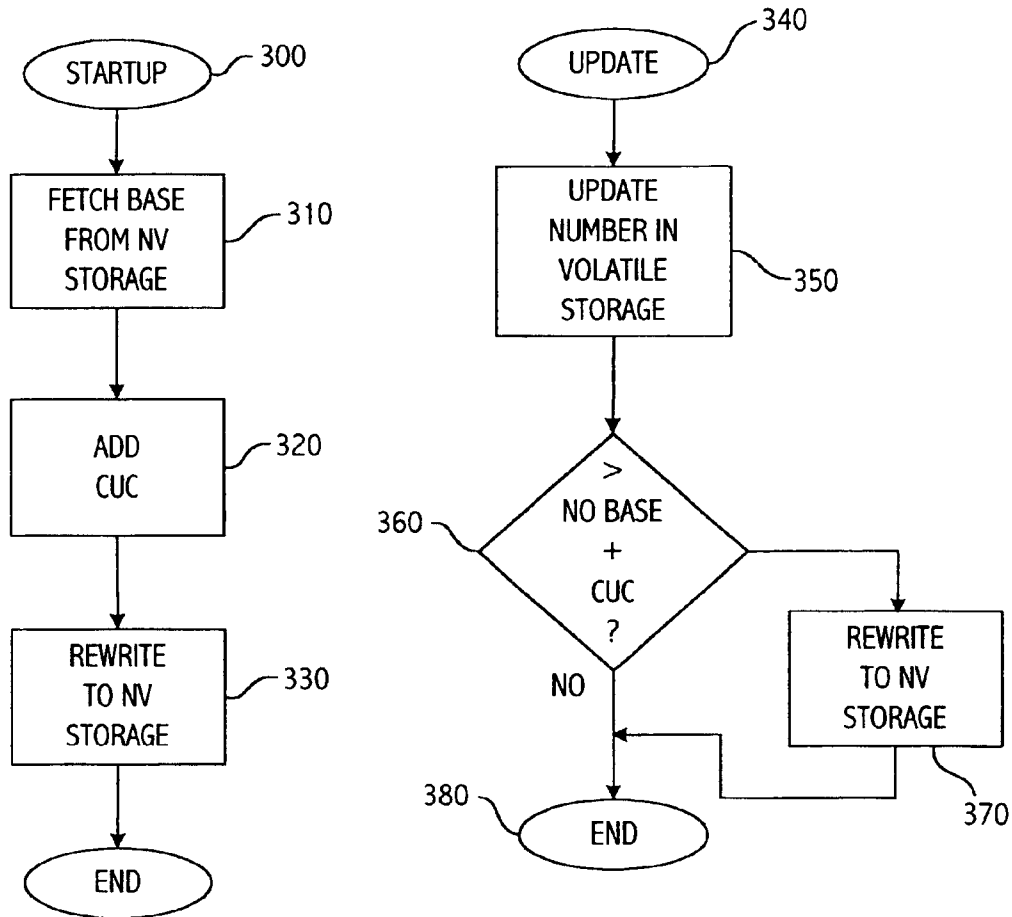 STARTUP
300
FETCH BASE
FROM NV
STORAGE
310
ADD
CUC
320
REWRITE
TO NV
STORAGE
330
END
UPDATE
340
UPDATE
NUMBER IN
VOLATILE
STORAGE
350
>
NO BASE
+
CUC
?
360
NO
REWRITE
TO NV
STORAGE
370
380
END